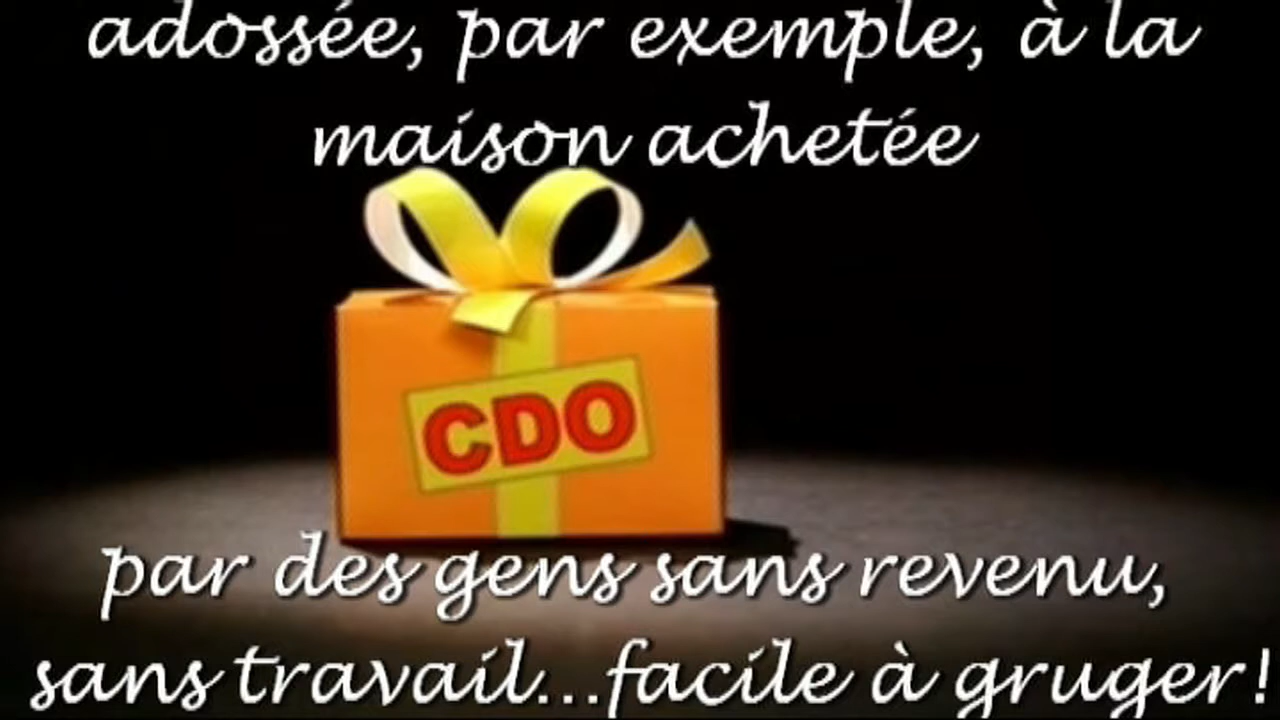 adossée, par exemple, à la
maison achetée
CDO
par des gens sans revenu,
sans travail...facile à gruger!